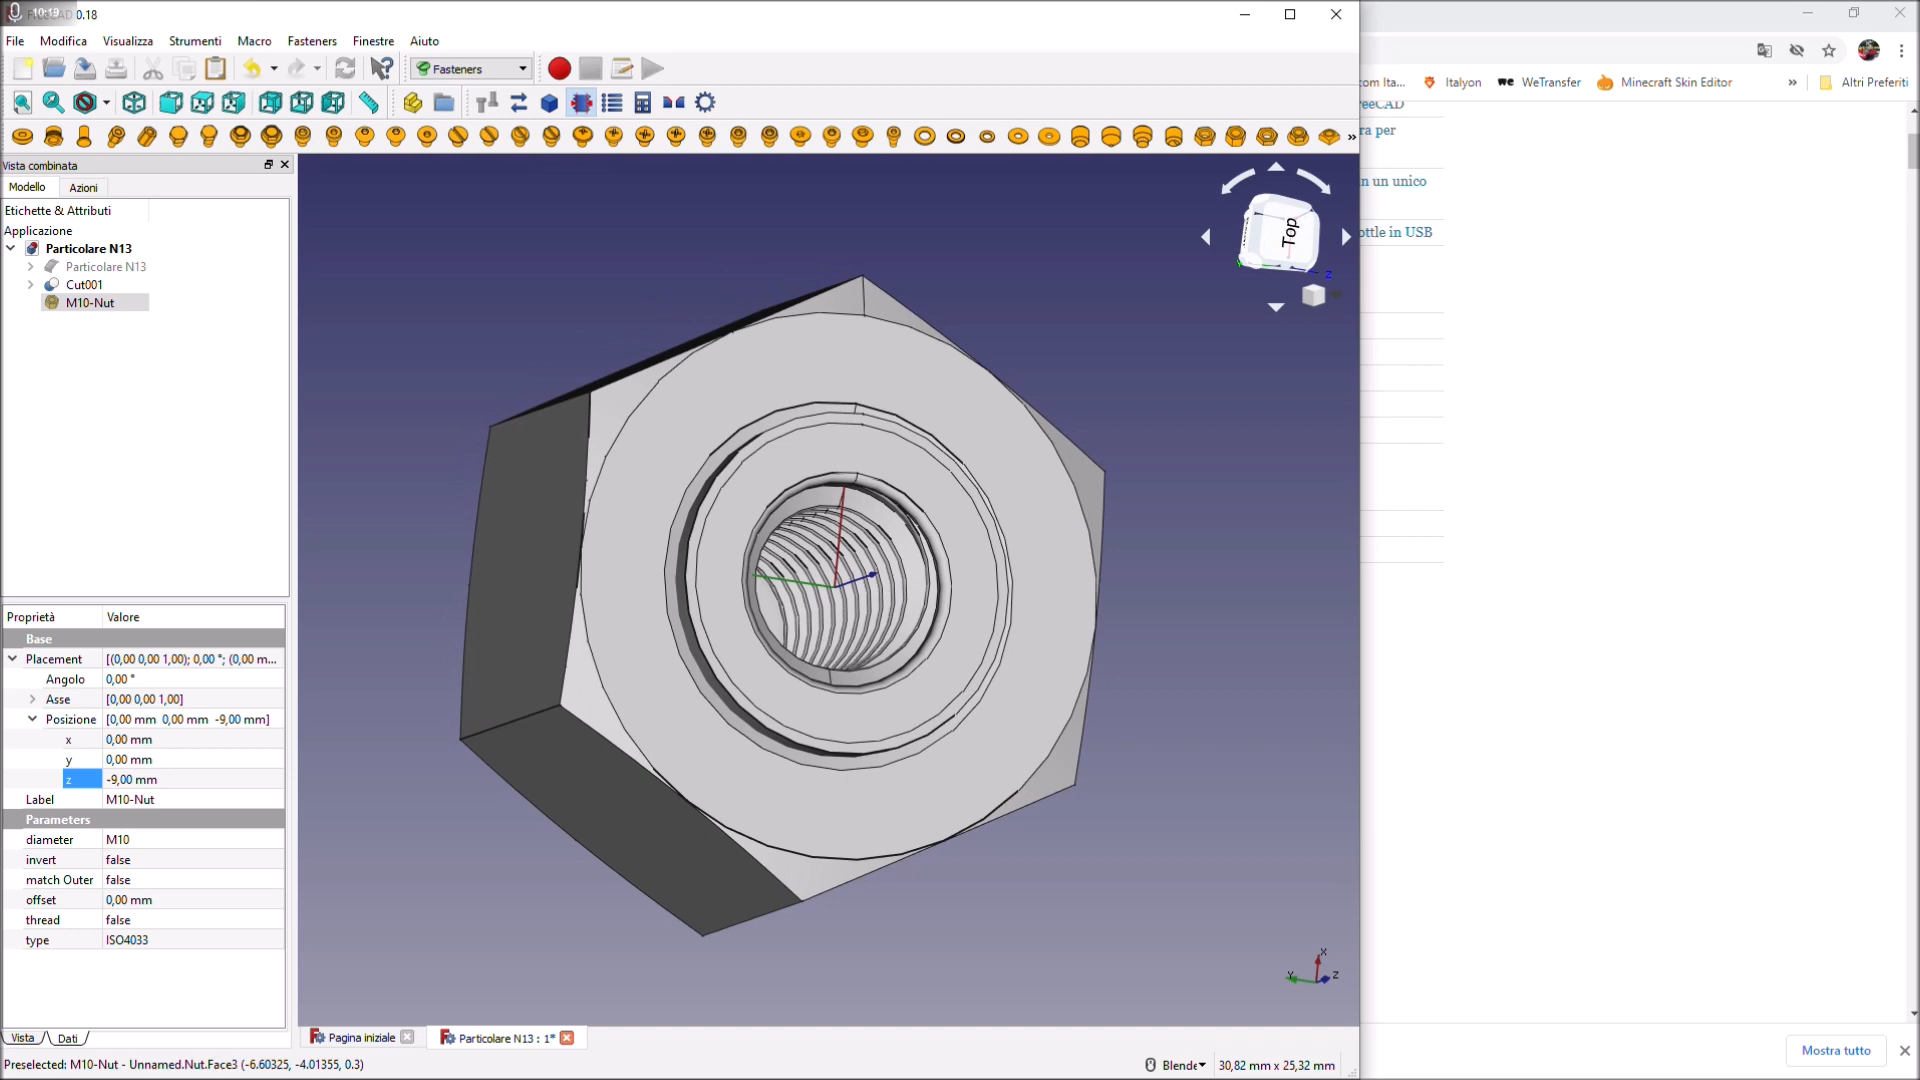 10:19
0.18
File Modifica Visualizza Strumenti Macro Fasteners Finestre Aiuto
Fasteners
com Ita... Italyon we WeTransfer Minecraft Skin Editor » Altri Preferiti
eeCAD
ra per
n un unico
ottle in USB
»
Vista combinata
Modello Azioni
Etichette & Attributi
Applicazione
Particolare N13
Particolare N13
Cut001
M10-Nut
Top
Z
Proprietà Valore
Base
Placement [(0,00 0,00 1,00); 0,00 °; (0,00 m...
Angolo 0,00 °
Asse [0,00 0,00 1,00]
Posizione [0,00 mm 0,00 mm -9,00 mm]
x 0,00 mm
y 0,00 mm
z -9,00 mm
Label M10-Nut
Parameters
diameter M10
invert false
match Outer false
offset 0,00 mm
thread false
type ISO4033
X
Y Z
Vista Dati
Pagina iniziale Particolare N13 : 1*
Preselected: M10-Nut - Unnamed.Nut.Face3 (-6.60325, -4.01355, 0.3)
Blende 30,82 mm x 25,32 mm
Mostra tutto